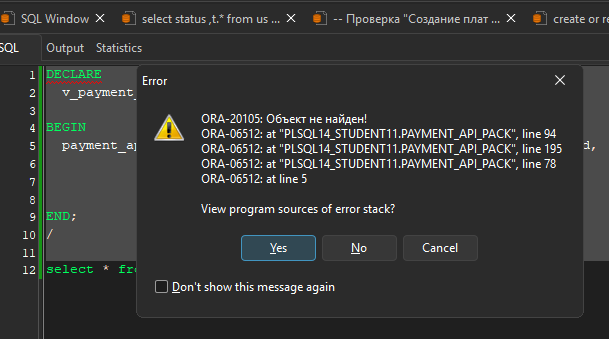 SQL Window
select status ,t.* from us ...
-- Проверка "Создание плат ...
create or re
SQL
Output
Statistics
1 DECLARE
2 v_payment_
3
4 BEGIN
5 payment_ap
d,
6
7
8
9 END;
10 /
11
12 select * fro
Error
ORA-20105: Объект не найден!
ORA-06512: at "PLSQL14_STUDENT11.PAYMENT_API_PACK", line 94
ORA-06512: at "PLSQL14_STUDENT11.PAYMENT_API_PACK", line 195
ORA-06512: at "PLSQL14_STUDENT11.PAYMENT_API_PACK", line 78
ORA-06512: at line 5
View program sources of error stack?
Yes
No
Cancel
Don't show this message again